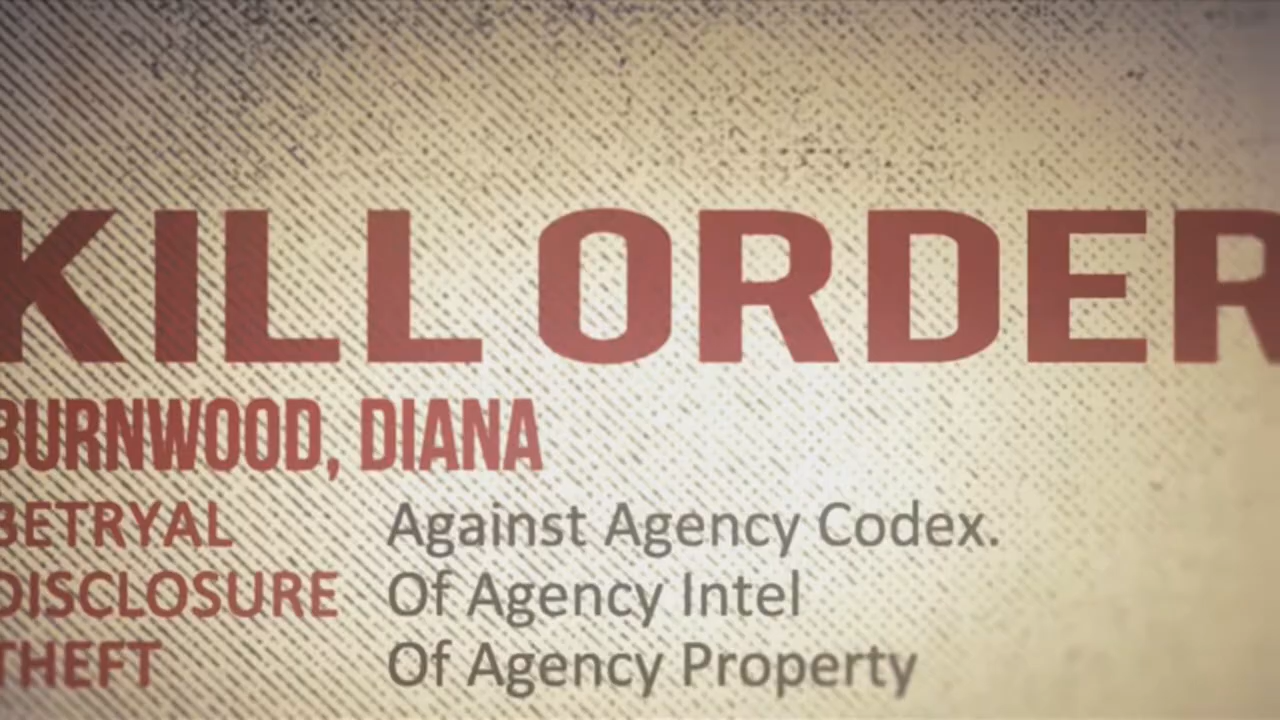 KILL ORDER
BURNWOOD, DIANA
BETRYAL Against Agency Codex.
DISCLOSURE Of Agency Intel
THEFT Of Agency Property